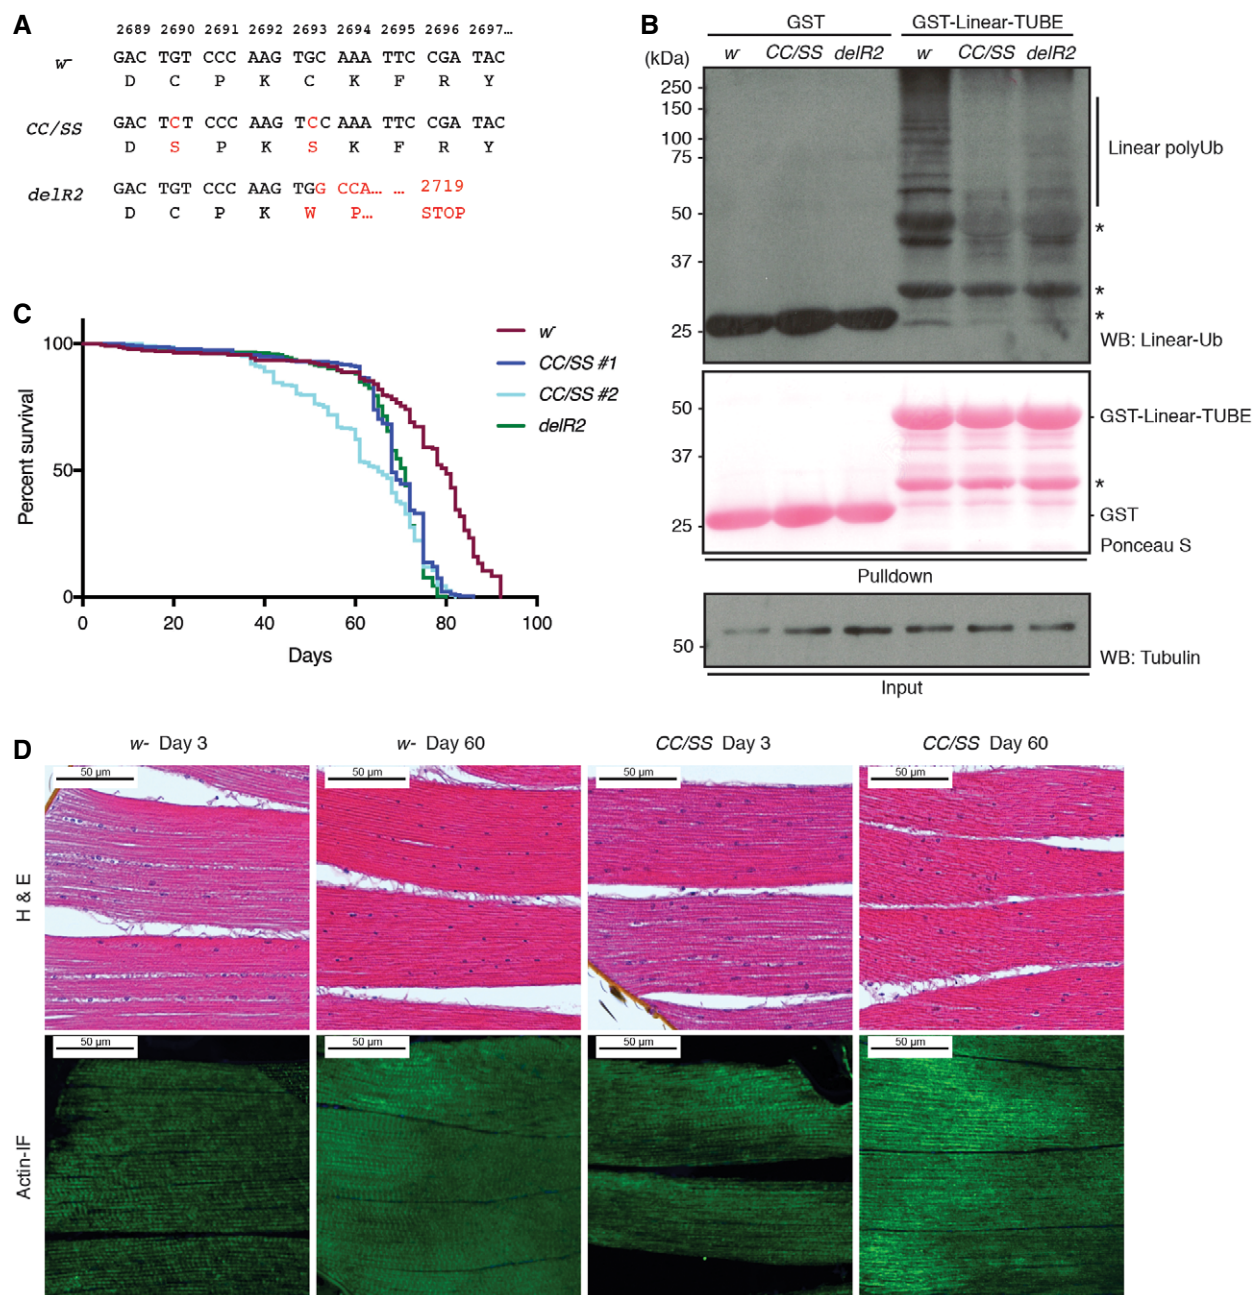 A
2689 2690 2691 2692 2693 2694 2695 2696 2697…
w- GAC TGT CCC AAG TGC AAA TTC CGA TAC
D C P K C K F R Y
CC/SS GAC TCT CCC AAG TCC AAA TTC CGA TAC
D S P K S K F R Y
delR2 GAC TGT CCC AAG TGG CCA… … 2719
D C P K W P… STOP
B
GST GST-Linear-TUBE
(kDa) w- CC/SS delR2 w- CC/SS delR2
250
150
100
75
50
37
25
Linear polyUb
*
*
*
WB: Linear-Ub
50
37
25
GST-Linear-TUBE
*
GST
Ponceau S
Pulldown
50
WB: Tubulin
Input
C
Percent survival
100
50
0
0 20 40 60 80 100
Days
w-
CC/SS #1
CC/SS #2
delR2
D
w- Day 3 w- Day 60 CC/SS Day 3 CC/SS Day 60
H & E
50 µm 50 µm 50 µm 50 µm
Actin-IF
50 µm 50 µm 50 µm 50 µm